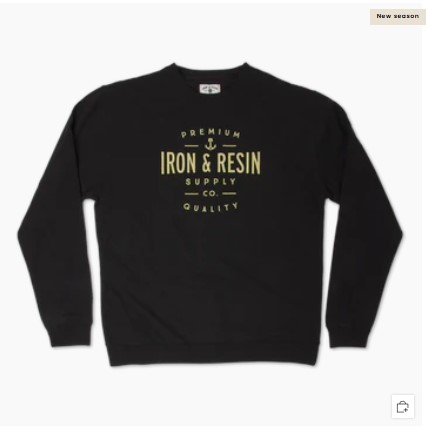 New season
PREMIUM
IRON & RESIN
SUPPLY
CO.
QUALITY